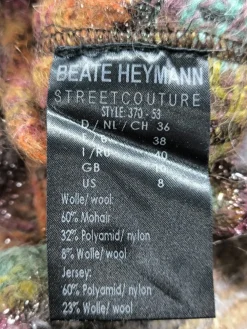 BEATE HEYMANN
STREETCOUTURE
STYLE: 370 - 53
D / NL / CH 36
38
I / RU 40
GB
US 8
Wolle/ wool:
60% Mohair
32% Polyamid/ nylon
8% Wolle/ wool
Jersey:
60% Polyamid/ nylon
23% Wolle/ wool